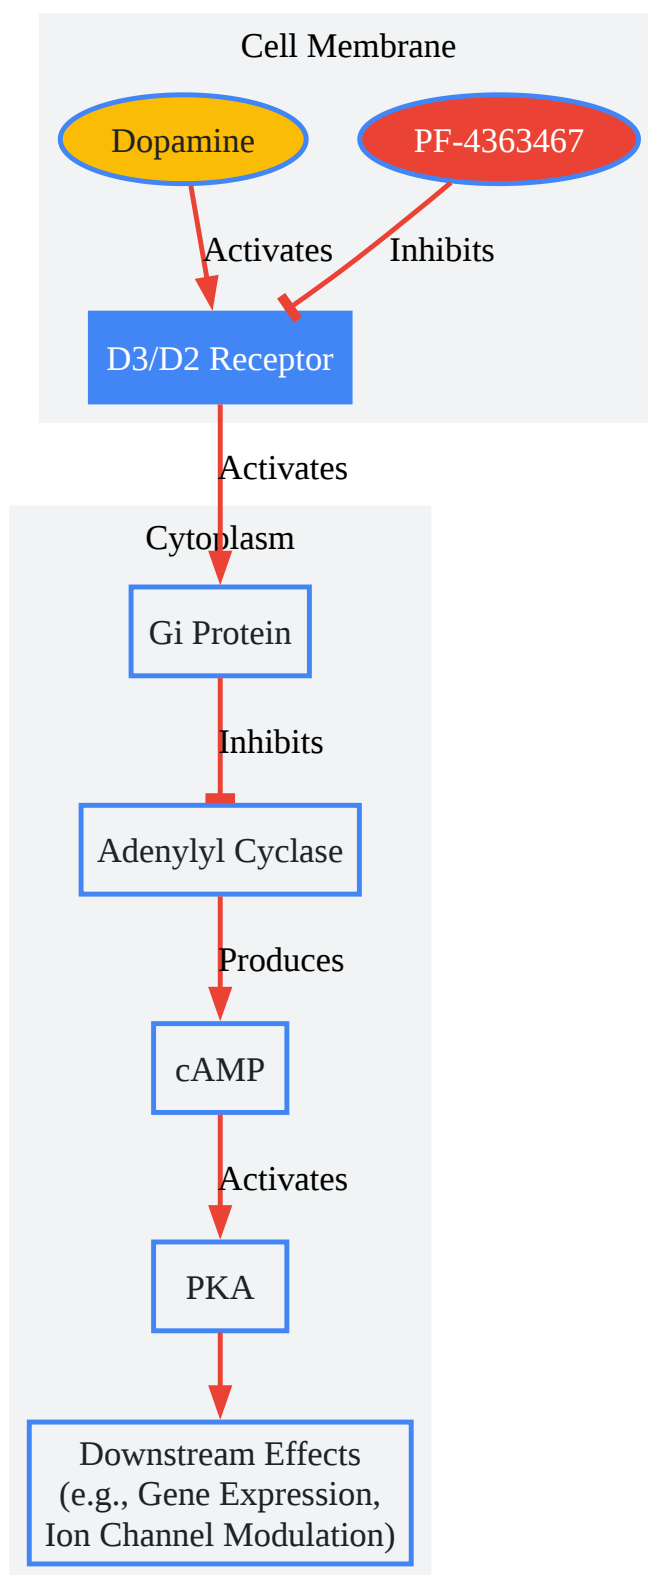 Cell Membrane
Dopamine
PF-4363467
Activates
Inhibits
D3/D2 Receptor
Activates
Cytoplasm
Gi Protein
Inhibits
Adenylyl Cyclase
Produces
cAMP
Activates
PKA
Downstream Effects
(e.g., Gene Expression,
Ion Channel Modulation)